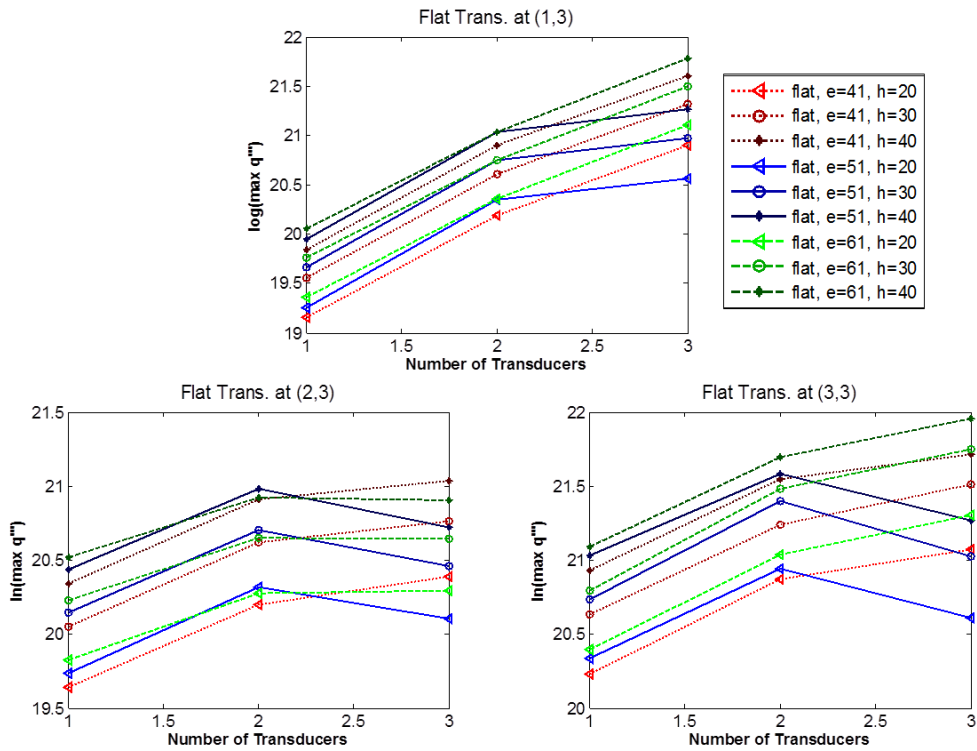 Flat Trans. at (1,3)
log(max q''')
22
21.5
21
20.5
20
19.5
19
1
1.5
2
2.5
3
Number of Transducers
flat, e=41, h=20
flat, e=41, h=30
flat, e=41, h=40
flat, e=51, h=20
flat, e=51, h=30
flat, e=51, h=40
flat, e=61, h=20
flat, e=61, h=30
flat, e=61, h=40
Flat Trans. at (2,3)
ln(max q''')
21.5
21
20.5
20
19.5
1
1.5
2
2.5
3
Number of Transducers
Flat Trans. at (3,3)
ln(max q''')
22
21.5
21
20.5
20
1
1.5
2
2.5
3
Number of Transducers